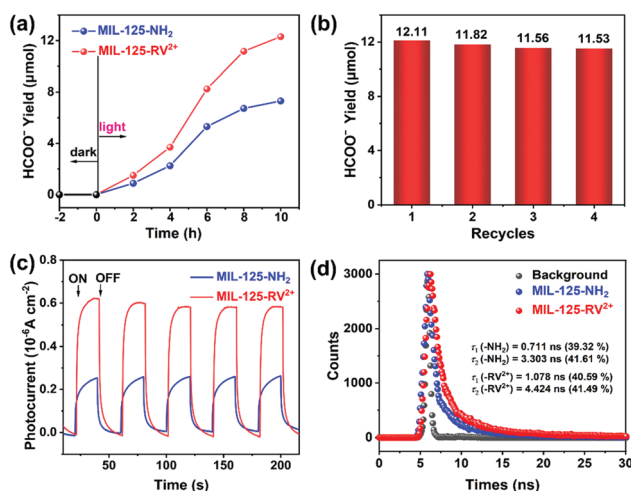 (a)
MIL-125-NH₂
MIL-125-RV²⁺
HCOO⁻ Yield (μmol)
12
9
6
3
0
light
dark
-2 0 2 4 6 8 10
Time (h)
(b)
HCOO⁻ Yield (μmol)
12
8
4
0
12.11 11.82 11.56 11.53
1 2 3 4
Recycles
(c)
ON OFF
MIL-125-NH₂
MIL-125-RV²⁺
Photocurrent (10⁻⁶A cm⁻²)
0.8
0.6
0.4
0.2
0.0
50 100 150 200
Time (s)
(d)
Background
MIL-125-NH₂
MIL-125-RV²⁺
τ₁ (-NH₂) = 0.711 ns (39.32 %)
τ₂ (-NH₂) = 3.303 ns (41.61 %)
τ₁ (-RV²⁺) = 1.078 ns (40.59 %)
τ₂ (-RV²⁺) = 4.424 ns (41.49 %)
Counts
3000
2000
1000
0
0 5 10 15 20 25 30
Times (ns)